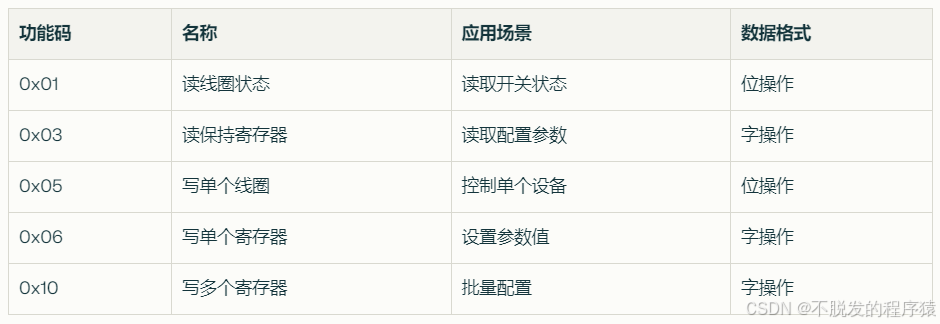 功能码 名称 应用场景 数据格式
0x01 读线圈状态 读取开关状态 位操作
0x03 读保持寄存器 读取配置参数 字操作
0x05 写单个线圈 控制单个设备 位操作
0x06 写单个寄存器 设置参数值 字操作
0x10 写多个寄存器 批量配置 字操作
CSDN @不脱发的程序猿